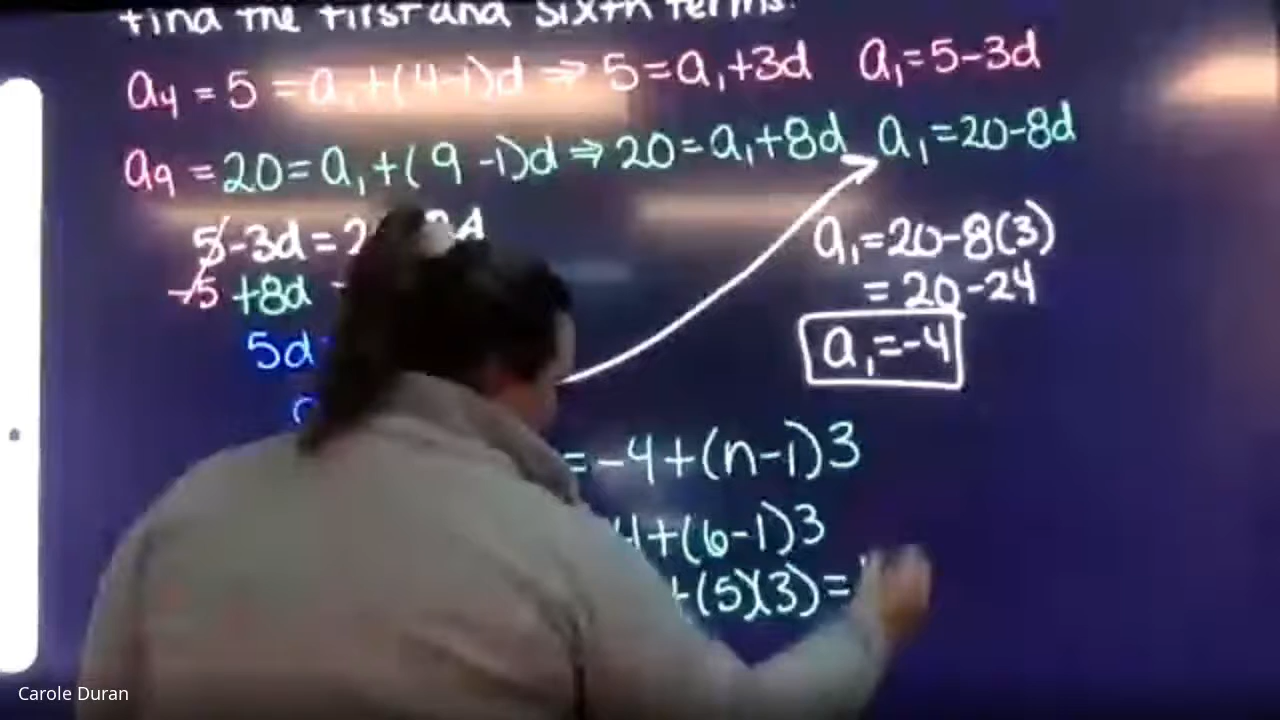 find the first and sixth terms.
a₄ = 5 = a₁+(4-1)d ⇒ 5=a₁+3d a₁=5-3d
a₉ = 20= a₁+(9-1)d ⇒ 20=a₁+8d a₁=20-8d
5-3d=2
-5 +8d -
5d
a₁=20-8(3)
= 20-24
a₁=-4
=-4+(n-1)3
4+(6-1)3
+(5)(3)=
Carole Duran